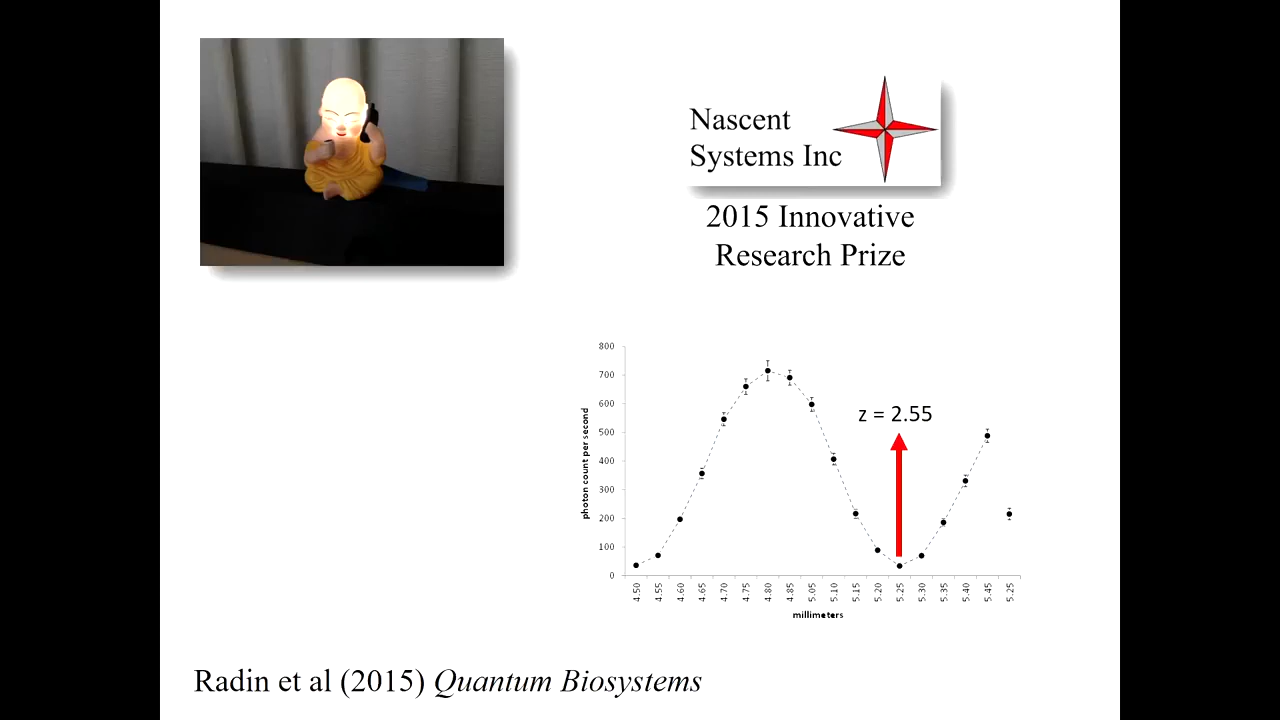 Nascent
Systems Inc
2015 Innovative
Research Prize
800
700
600
500
400
300
200
100
0
photon count per second
z = 2.55
4.50 4.55 4.60 4.65 4.70 4.75 4.80 4.85 5.05 5.10 5.15 5.20 5.25 5.30 5.35 5.40 5.45 5.25
millimeters
Radin et al (2015) Quantum Biosystems